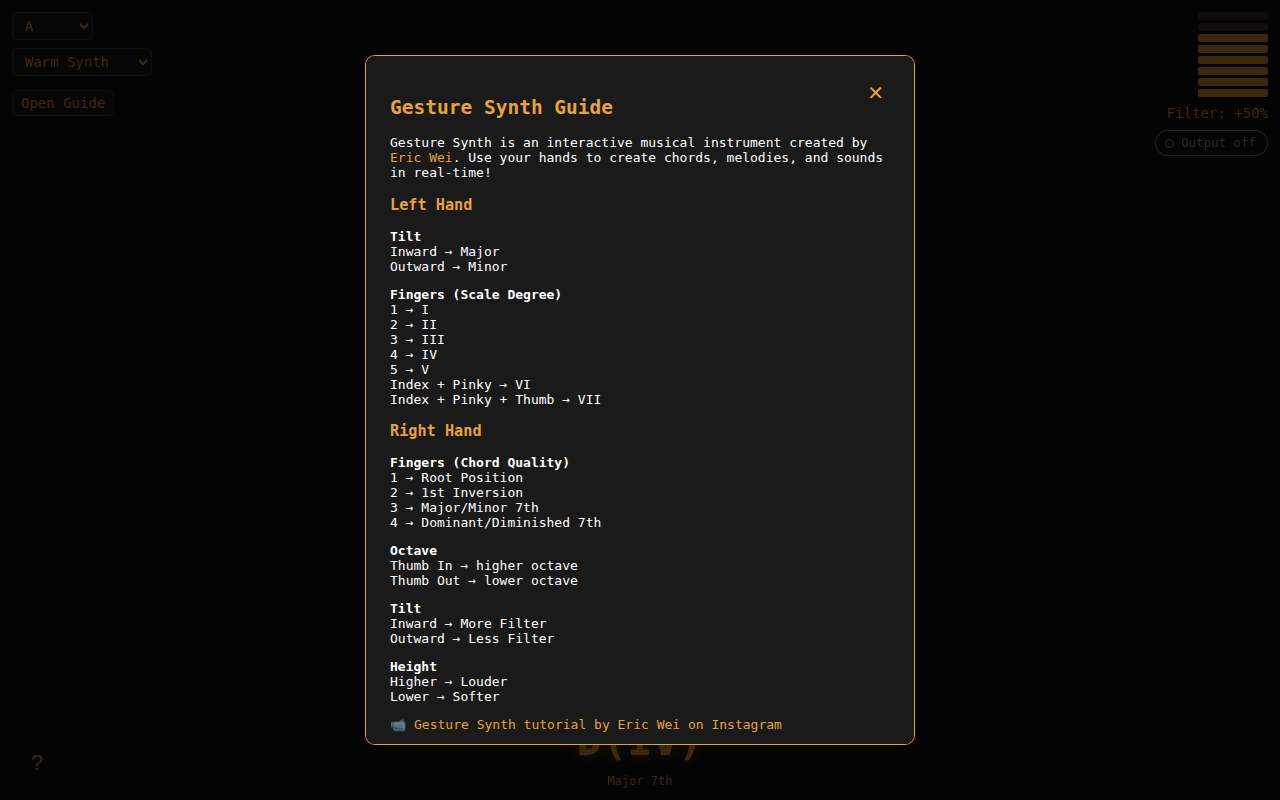 A
Warm Synth
Open Guide
Filter: +50%
Output off
✕
Gesture Synth Guide
Gesture Synth is an interactive musical instrument created by
Eric Wei. Use your hands to create chords, melodies, and sounds
in real-time!
Left Hand
Tilt
Inward → Major
Outward → Minor
Fingers (Scale Degree)
1 → I
2 → II
3 → III
4 → IV
5 → V
Index + Pinky → VI
Index + Pinky + Thumb → VII
Right Hand
Fingers (Chord Quality)
1 → Root Position
2 → 1st Inversion
3 → Major/Minor 7th
4 → Dominant/Diminished 7th
Octave
Thumb In → higher octave
Thumb Out → lower octave
Tilt
Inward → More Filter
Outward → Less Filter
Height
Higher → Louder
Lower → Softer
📹 Gesture Synth tutorial by Eric Wei on Instagram
D(IV)
Major 7th
?